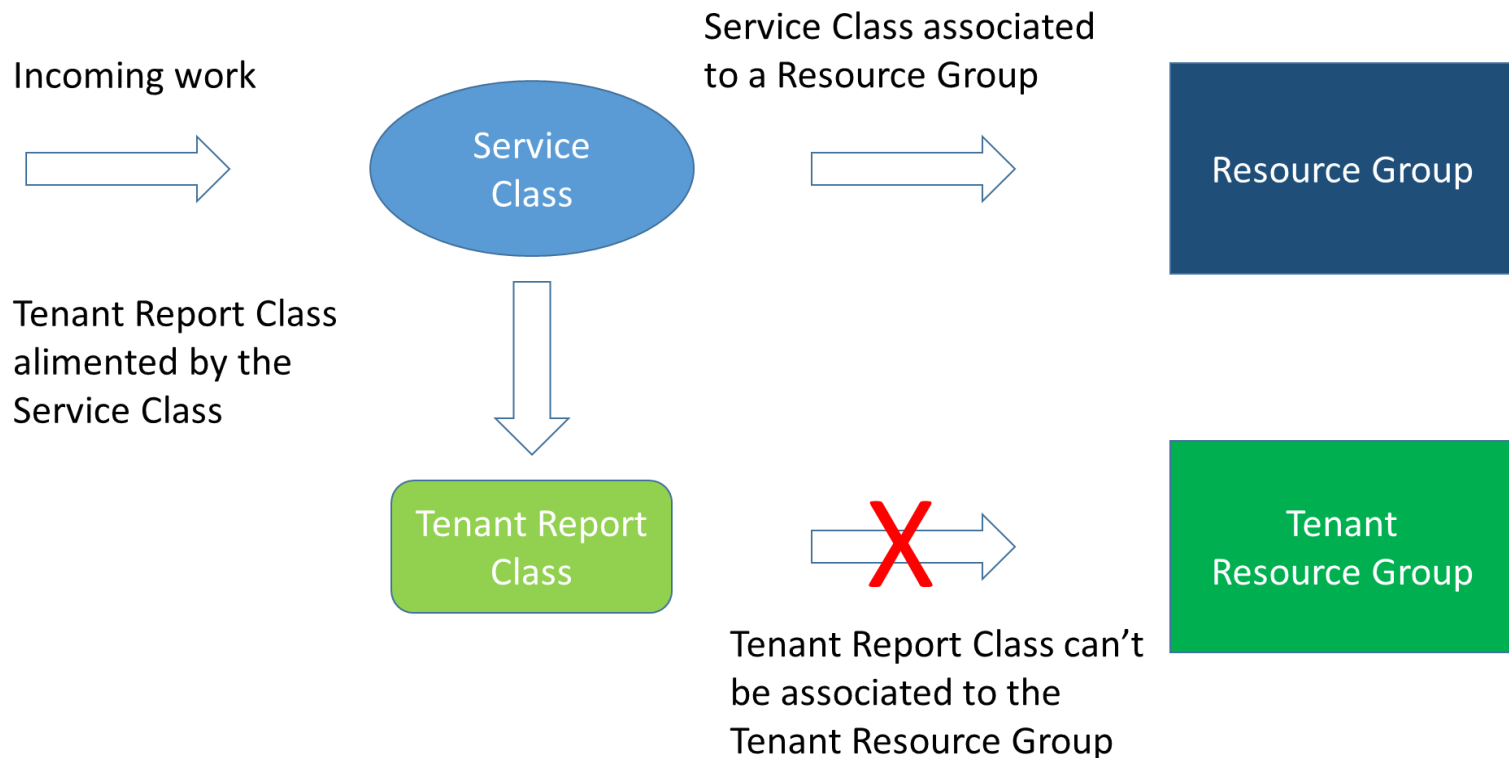 Incoming work
Service
Class
Service Class associated
to a Resource Group
Resource Group
Tenant Report Class
alimented by the
Service Class
Tenant Report
Class
X
Tenant Report Class can’t
be associated to the
Tenant Resource Group
Tenant
Resource Group